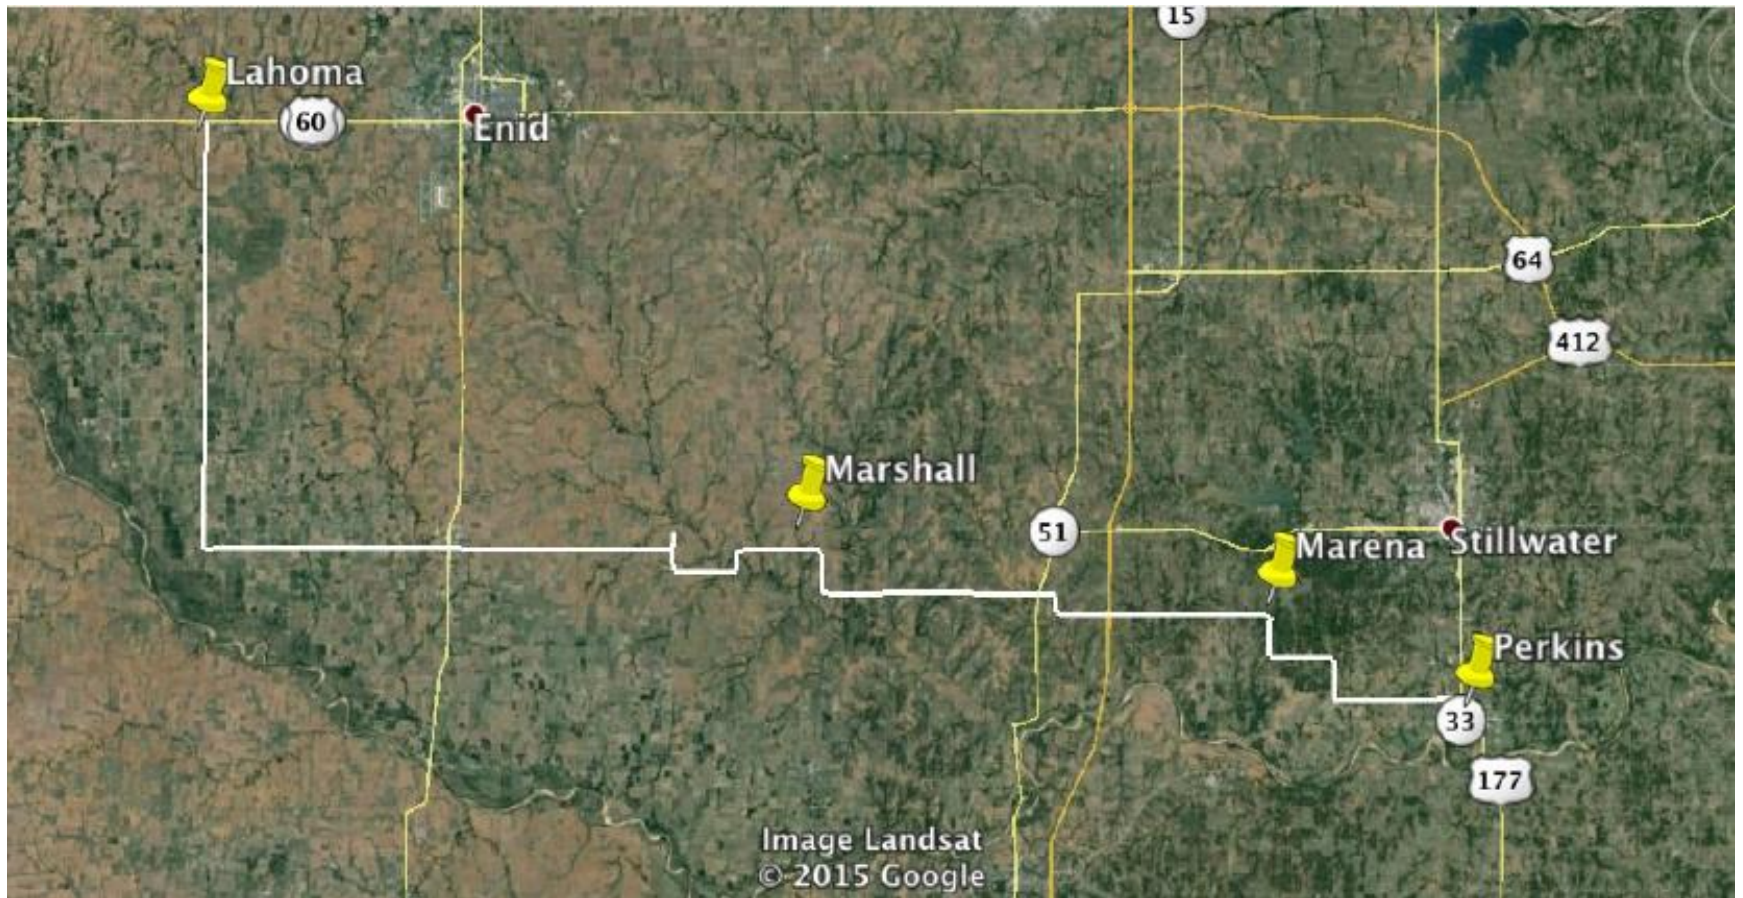 15
Lahoma
60
Enid
64
412
Marshall
51
Marena
Stillwater
Perkins
33
177
Image Landsat
© 2015 Google